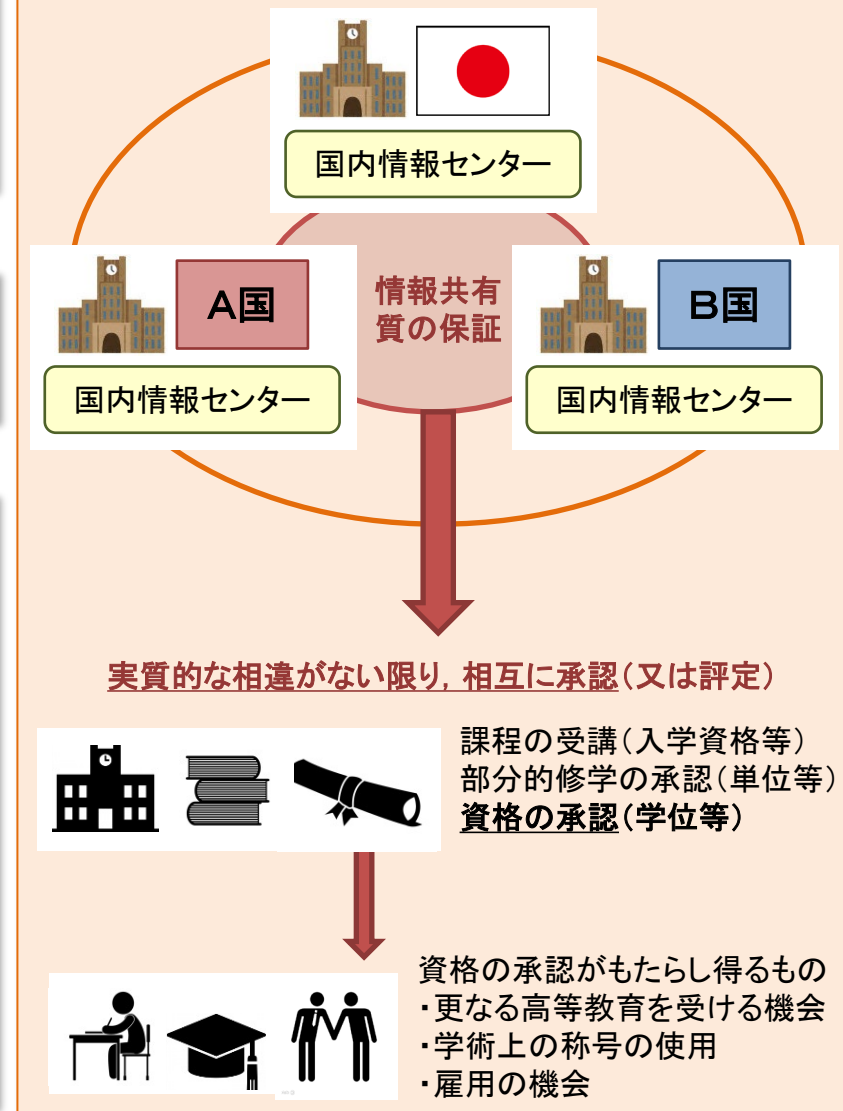 国内情報センター
A国
情報共有
質の保証
B国
国内情報センター
国内情報センター
実質的な相違がない限り，相互に承認（又は評定）
課程の受講（入学資格等）
部分的修学の承認（単位等）
資格の承認（学位等）
資格の承認がもたらし得るもの
・更なる高等教育を受ける機会
・学術上の称号の使用
・雇用の機会